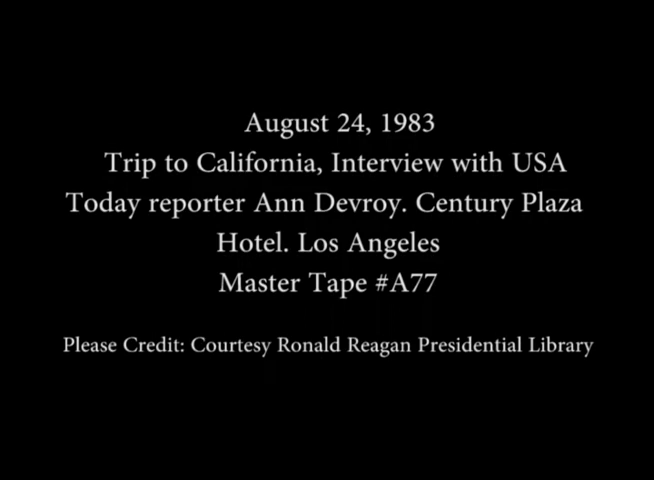 August 24, 1983
Trip to California, Interview with USA
Today reporter Ann Devroy. Century Plaza
Hotel. Los Angeles
Master Tape #A77
Please Credit: Courtesy Ronald Reagan Presidential Library